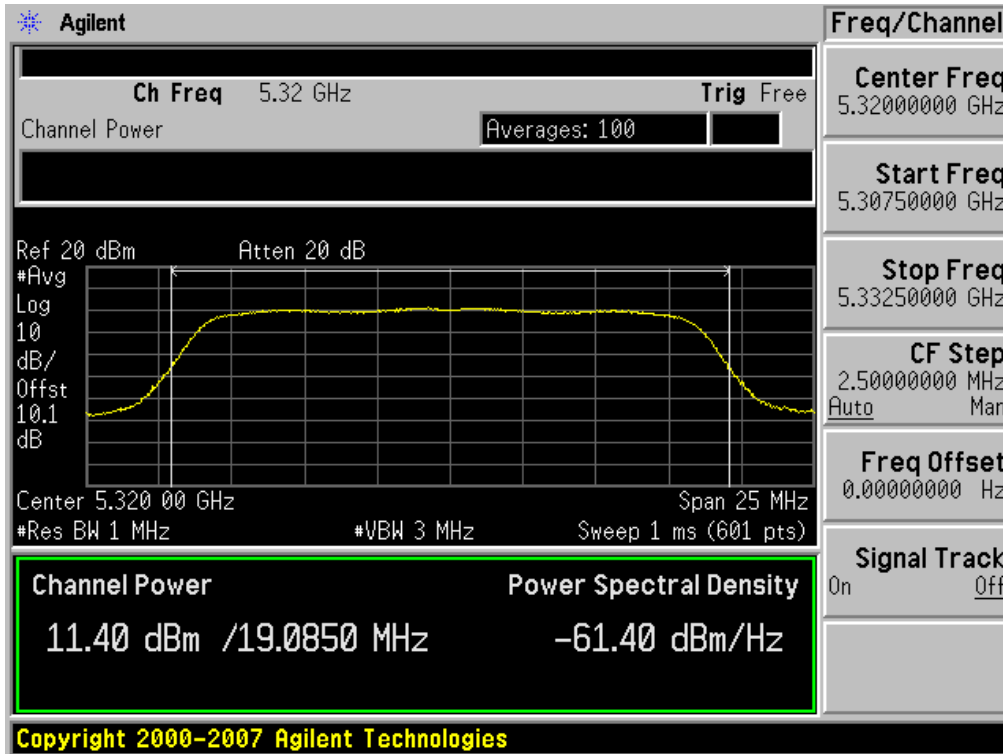 Agilent
Freq/Channel
Ch Freq 5.32 GHz Trig Free
Channel Power Averages: 100
Ref 20 dBm Atten 20 dB
#Avg
Log
10
dB/
Offst
10.1
dB
Center 5.320 00 GHz Span 25 MHz
#Res BW 1 MHz #VBW 3 MHz Sweep 1 ms (601 pts)
Channel Power Power Spectral Density
11.40 dBm /19.0850 MHz -61.40 dBm/Hz
Center Freq
5.32000000 GHz
Start Freq
5.30750000 GHz
Stop Freq
5.33250000 GHz
CF Step
2.50000000 MHz
Auto Man
Freq Offset
0.00000000 Hz
Signal Track
On Off
Copyright 2000-2007 Agilent Technologies